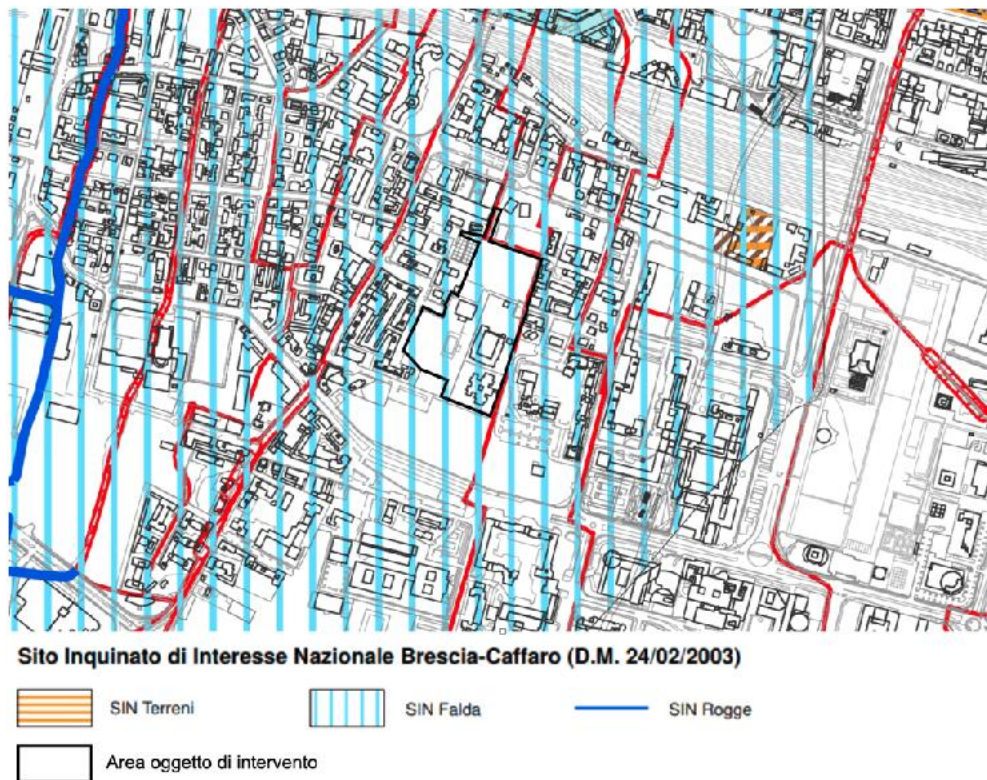 Sito Inquinato di Interesse Nazionale Brescia-Caffaro (D.M. 24/02/2003)
SIN Terreni
SIN Falda
SIN Rogge
Area oggetto di intervento